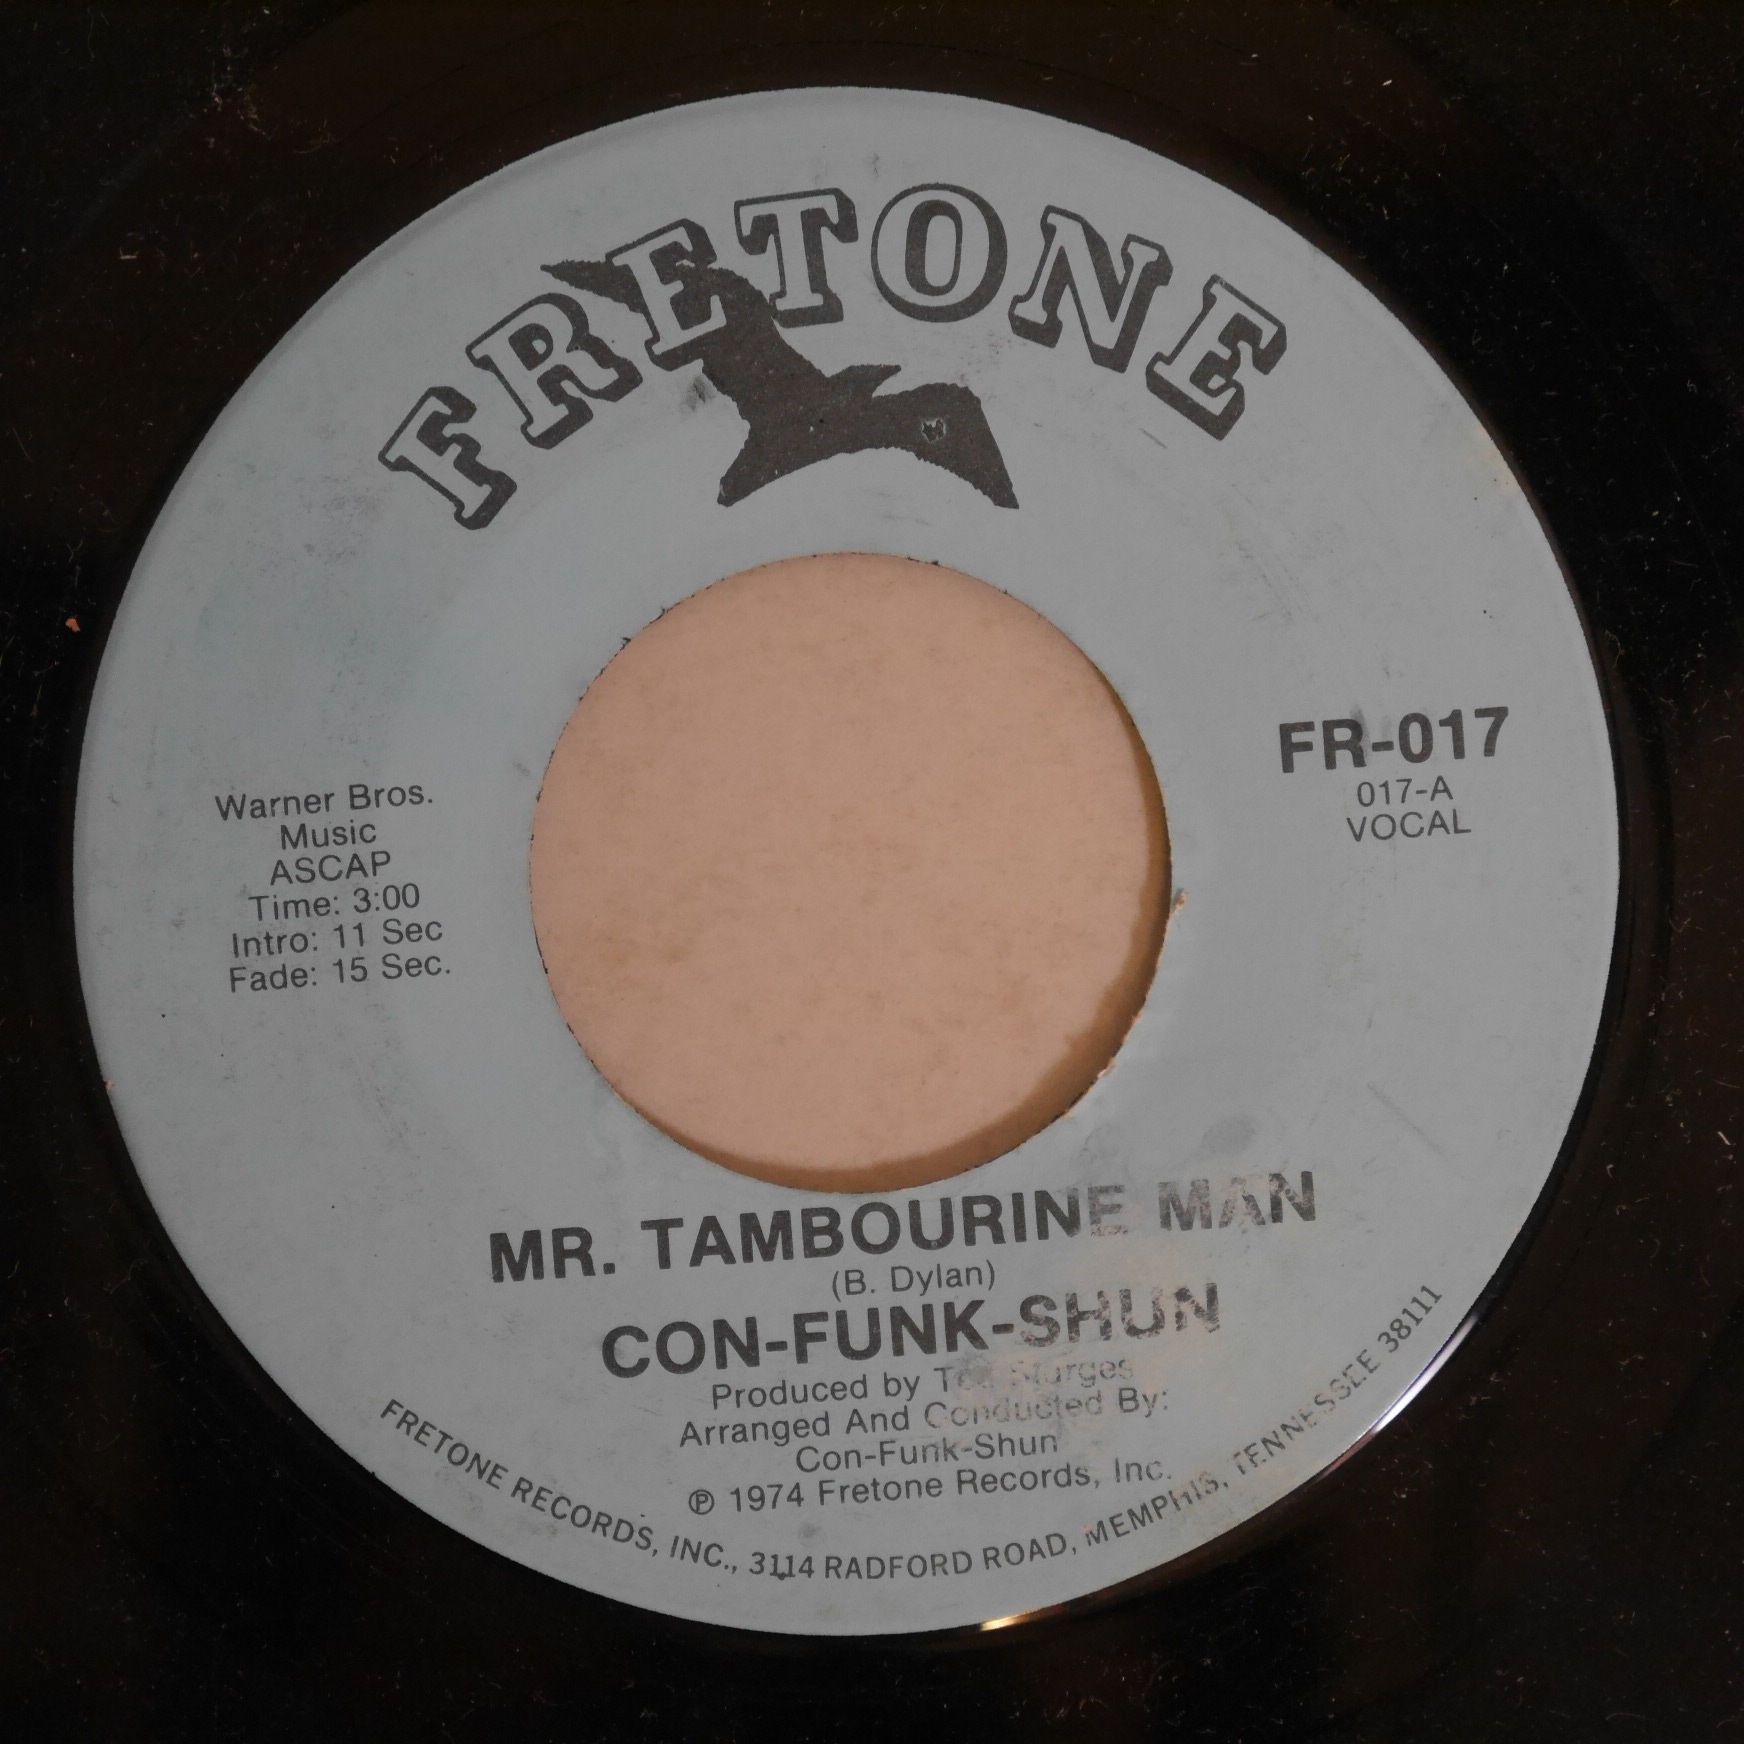 FRETONE
FR-017
017-A
VOCAL
Warner Bros.
Music
ASCAP
Time: 3:00
Intro: 11 Sec
Fade: 15 Sec.
MR. TAMBOURINE MAN
(B. Dylan)
CON-FUNK-SHUN
Produced by Sturges
Arranged And Conducted By:
Con-Funk-Shun
℗ 1974 Fretone Records, Inc.
FRETONE RECORDS, INC., 3114 RADFORD ROAD, MEMPHIS, TENNESSEE 38111